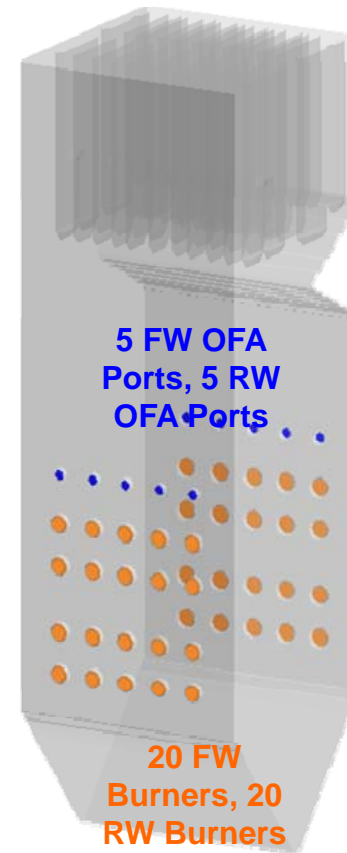 5 FW OFA
Ports, 5 RW
OFA Ports
20 FW
Burners, 20
RW Burners